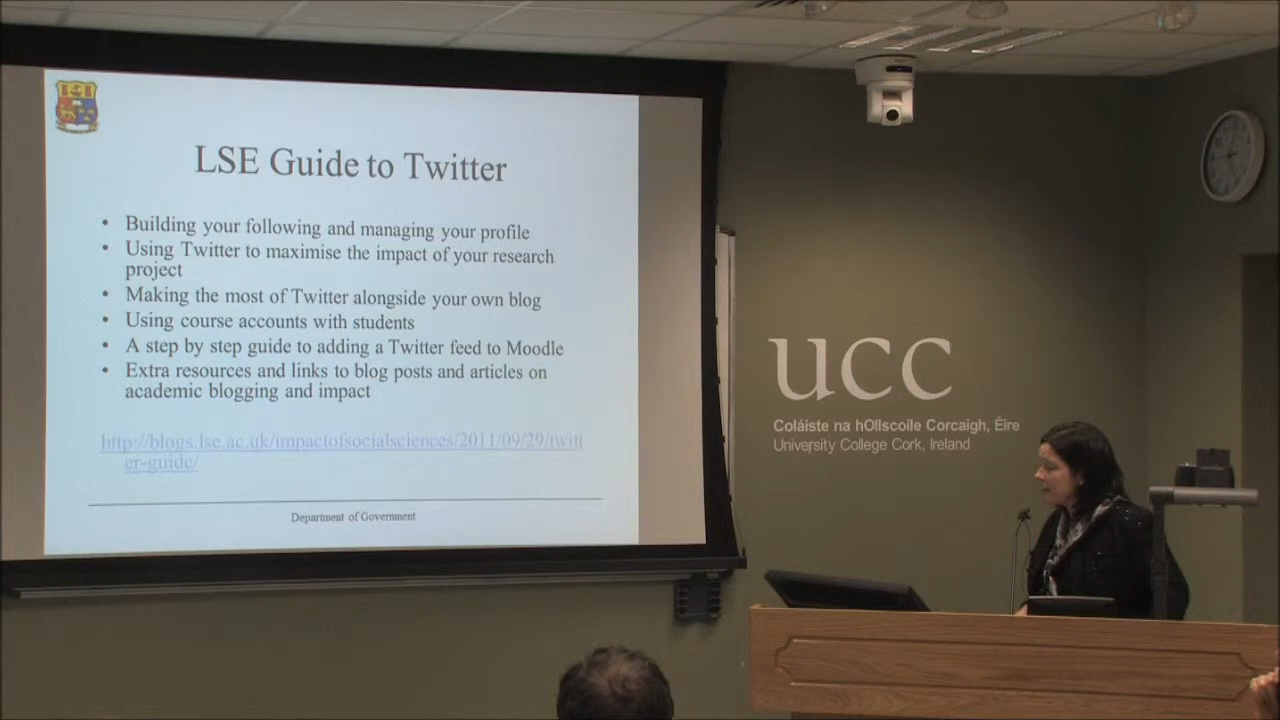 LSE Guide to Twitter
• Building your following and managing your profile
• Using Twitter to maximise the impact of your research
project
• Making the most of Twitter alongside your own blog
• Using course accounts with students
• A step by step guide to adding a Twitter feed to Moodle
• Extra resources and links to blog posts and articles on
academic blogging and impact
http://blogs.lse.ac.uk/impactofsocialsciences/2011/09/29/twitt
er-guide/
Department of Government
UCC
Coláiste na hOllscoile Corcaigh, Éire
University College Cork, Ireland